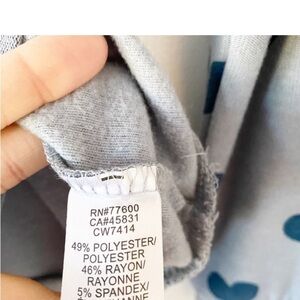 RN#77600
CA#45831
CW7414
49% POLYESTER/
POLYESTER
46% RAYON/
RAYONNE
5% SPANDEX/